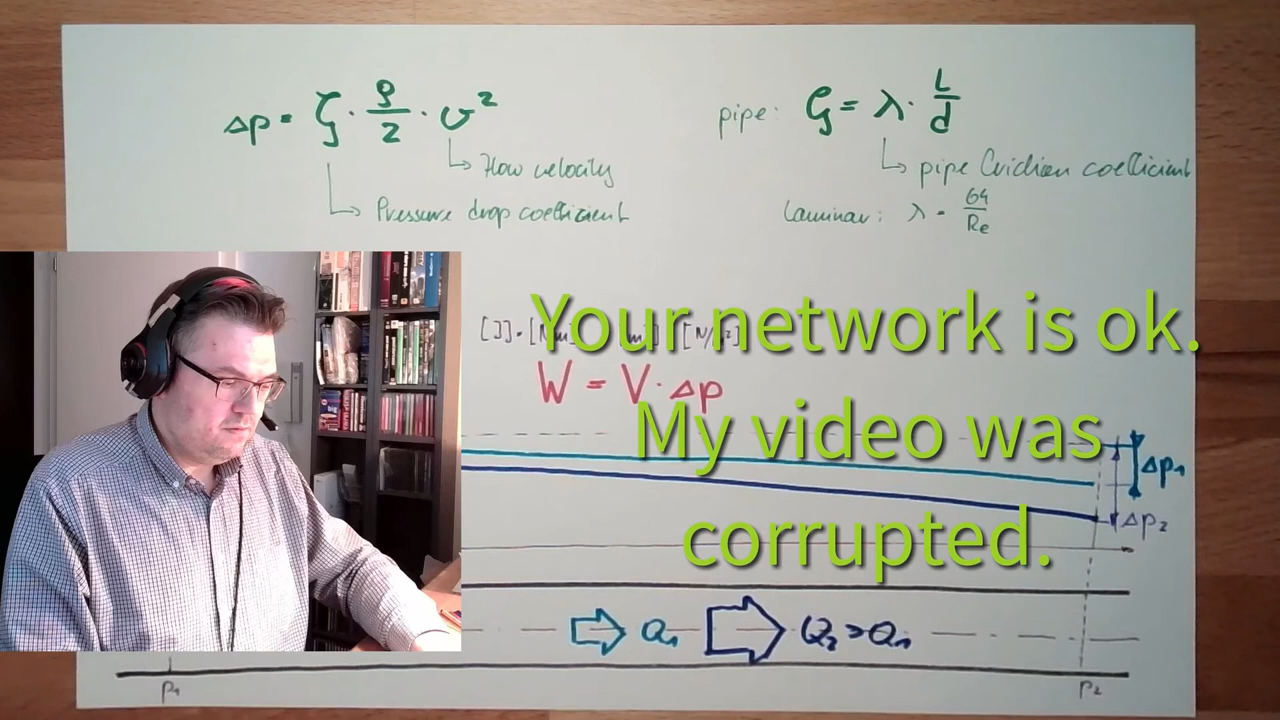 Δp = ζ · ρ/2 · v²
Flow velocity
Pressure drop coefficient
pipe: ζ = λ · L/d
pipe friction coefficient
Laminar: λ = 64/Re
Your network is ok.
W = V · Δp
My video was
corrupted.
Δp₁
Δp₂
Q₁ Q₂ > Q₁
p₁ p₂